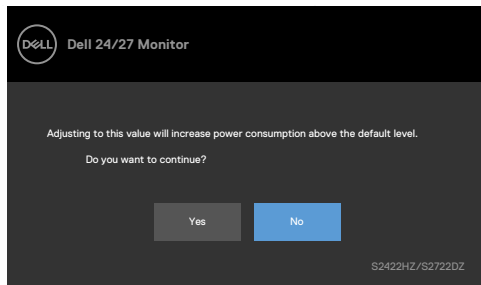 DELL
Dell 24/27 Monitor
Adjusting to this value will increase power consumption above the default level.
Do you want to continue?
Yes No
S2422HZ/S2722DZ